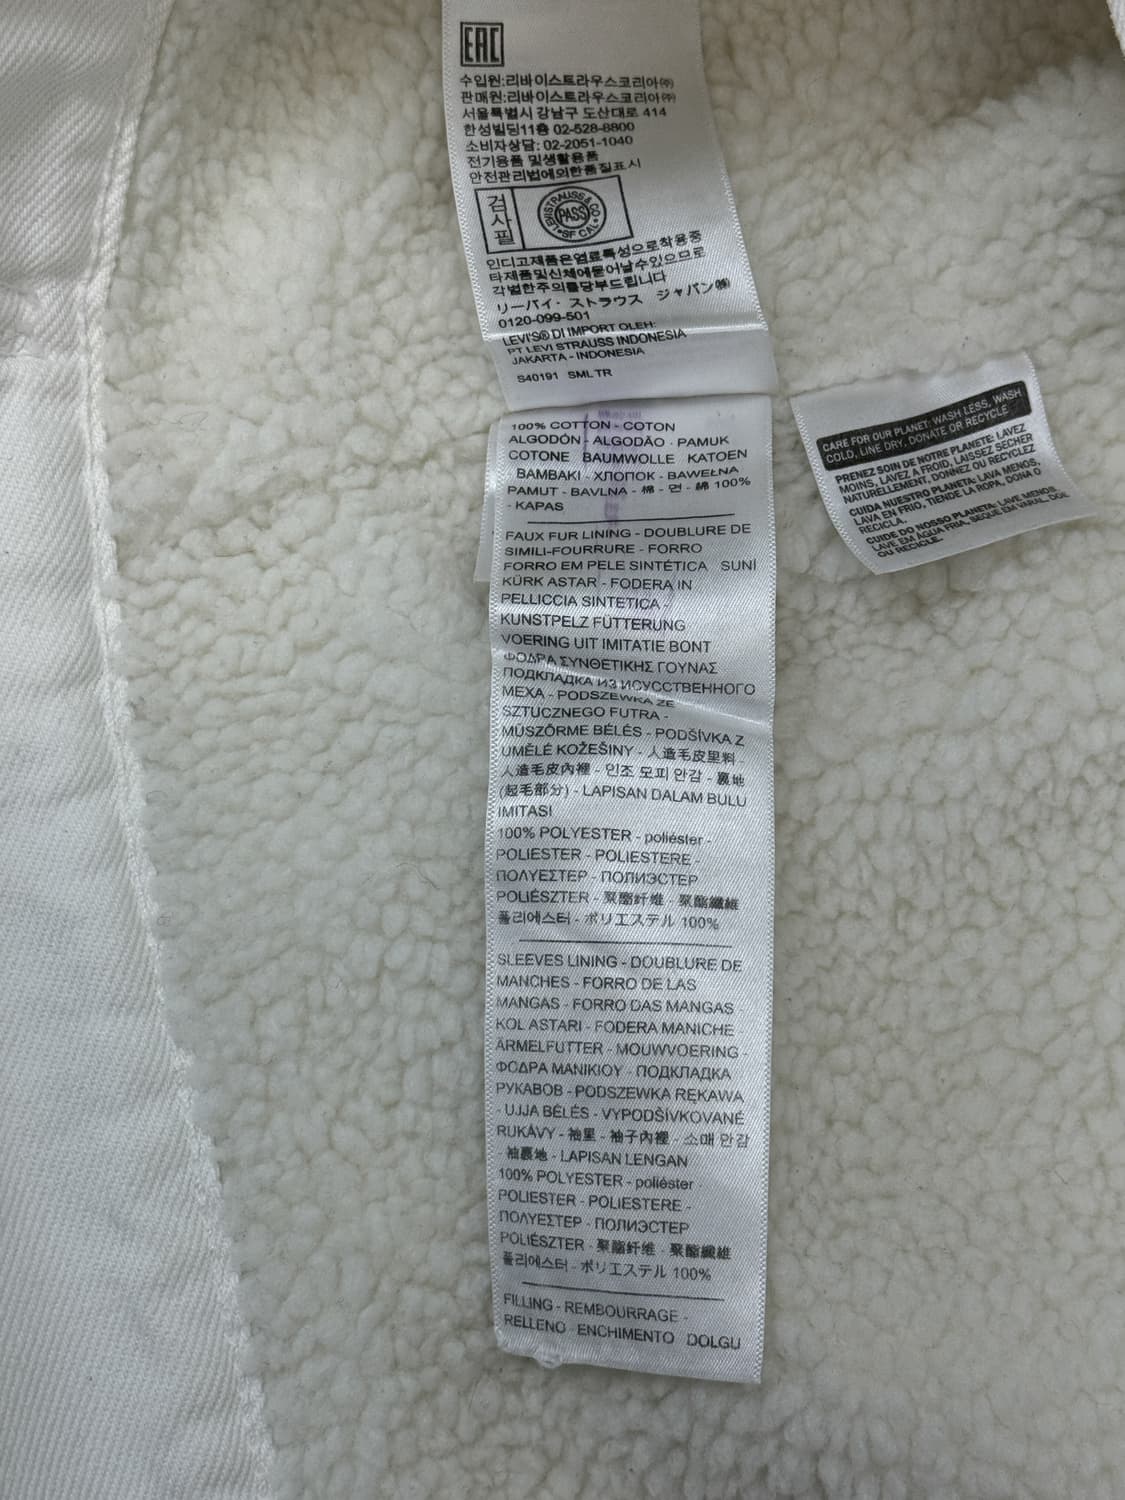 EAC
수입원:리바이스트라우스코리아㈜
판매원:리바이스트라우스코리아㈜
서울특별시 강남구 도산대로 414
한성빌딩11층 02-528-8800
소비자상담: 02-2051-1040
전기용품 및생활용품
안전관리법에의한품질표시
검사필
LEVI STRAUSS & CO
PASS
SF CAL
인디고제품은염료특성으로착용중
타제품및신체에묻어날수있으므로
각별한주의를당부드립니다
リーバイ・ストラウス ジャパン㈱
0120-099-501
LEVI'S® DI IMPORT OLEH:
PT LEVI STRAUSS INDONESIA
JAKARTA - INDONESIA
S40191 SML TR
100% COTTON - COTON
ALGODÓN - ALGODÃO - PAMUK
COTONE BAUMWOLLE KATOEN
BAMBAKI - ХЛОПОК - BAWEŁNA
PAMUT - BAVLNA - 棉 - 면 - 綿 100%
- KAPAS
FAUX FUR LINING - DOUBLURE DE
SIMILI-FOURRURE - FORRO
FORRO EM PELE SINTÉTICA SUNİ
KÜRK ASTAR - FODERA IN
PELLICCIA SINTETICA -
KUNSTPELZ FÜTTERUNG
VOERING UIT IMITATIE BONT
ΦΟΔΡΑ ΣΥΝΘΕΤΙΚΗΣ ΓΟΥΝΑΣ
ПОДКЛАДКА ИЗ ИСУССТВЕННОГО
МЕХА - PODSZEWKA ZE
SZTUCZNEGO FUTRA -
MŰSZŐRME BÉLÉS - PODŠÍVKA Z
UMĚLÉ KOŽEŠINY - 人造毛皮里料 -
人造毛皮內裡 - 인조 모피 안감 - 裏地
(起毛部分) - LAPISAN DALAM BULU
IMITASI
100% POLYESTER - poliéster -
POLIESTER - POLIESTERE -
ΠΟΛΥΕΣΤΕΡ - ПОЛИЭСТЕР
POLIÉSZTER - 聚酯纤维 - 聚酯纖維
폴리에스터 - ポリエステル 100%
SLEEVES LINING - DOUBLURE DE
MANCHES - FORRO DE LAS
MANGAS - FORRO DAS MANGAS -
KOL ASTARI - FODERA MANICHE
ÄRMELFUTTER - MOUWVOERING -
ΦΟΔΡΑ ΜΑΝΙΚΙΟΥ - ПОДКЛАДКА
РУКАВОВ - PODSZEWKA RĘKAWA
- UJJA BÉLÉS - VYPODŠÍVKOVANÉ
RUKÁVY - 袖里 - 袖子內裡 - 소매 안감
- 袖裏地 - LAPISAN LENGAN
100% POLYESTER - poliéster -
POLIESTER - POLIESTERE -
ΠΟΛΥΕΣΤΕΡ - ПОЛИЭСТЕР
POLIÉSZTER - 聚酯纤维 - 聚酯纖維
폴리에스터 - ポリエステル 100%
FILLING - REMBOURRAGE -
RELLENO ENCHIMENTO DOLGU
CARE FOR OUR PLANET: WASH LESS, WASH
COLD, LINE DRY, DONATE OR RECYCLE
PRENEZ SOIN DE NOTRE PLANETE: LAVEZ
MOINS, LAVEZ A FROID, LAISSEZ SECHER
NATURELLEMENT, DONNEZ OU RECYCLEZ
CUIDA NUESTRO PLANETA: LAVA MENOS,
LAVA EN FRIO, TIENDE LA ROPA, DONA O
RECICLA.
CUIDE DO NOSSO PLANETA: LAVE MENOS,
LAVE EM ÁGUA FRIA, SEQUE EM VARAL, DOE
OU RECICLE.